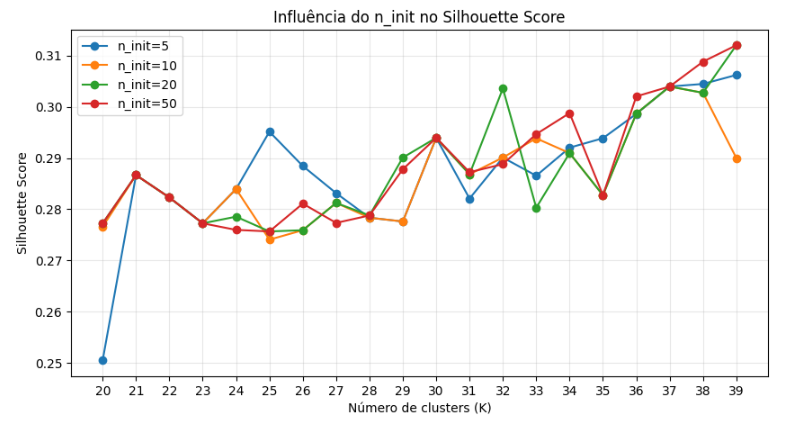 Influência do n_init no Silhouette Score
n_init=5
n_init=10
n_init=20
n_init=50
Silhouette Score
0.31
0.30
0.29
0.28
0.27
0.26
0.25
20 21 22 23 24 25 26 27 28 29 30 31 32 33 34 35 36 37 38 39
Número de clusters (K)